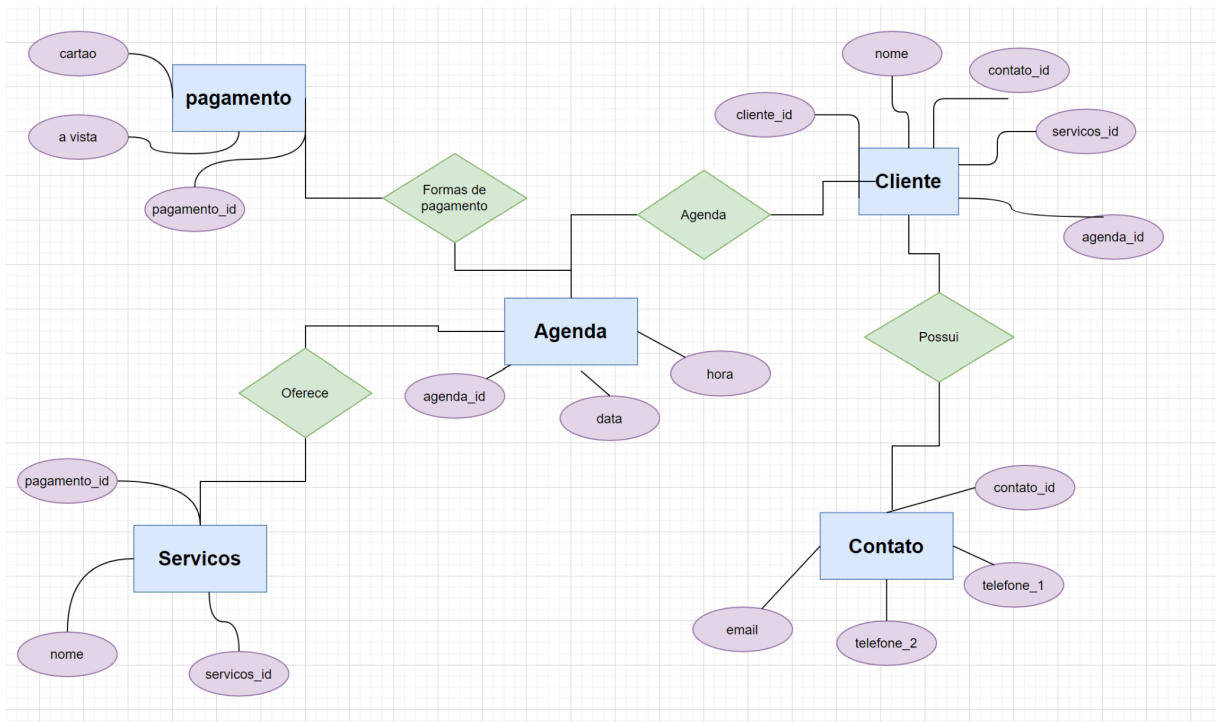 cartao
pagamento
a vista
pagamento_id
Formas de
pagamento
nome
contato_id
cliente_id
servicos_id
Cliente
agenda_id
Agenda
Agenda
hora
agenda_id
data
Possui
Oferece
pagamento_id
Servicos
nome
servicos_id
contato_id
Contato
telefone_1
email
telefone_2